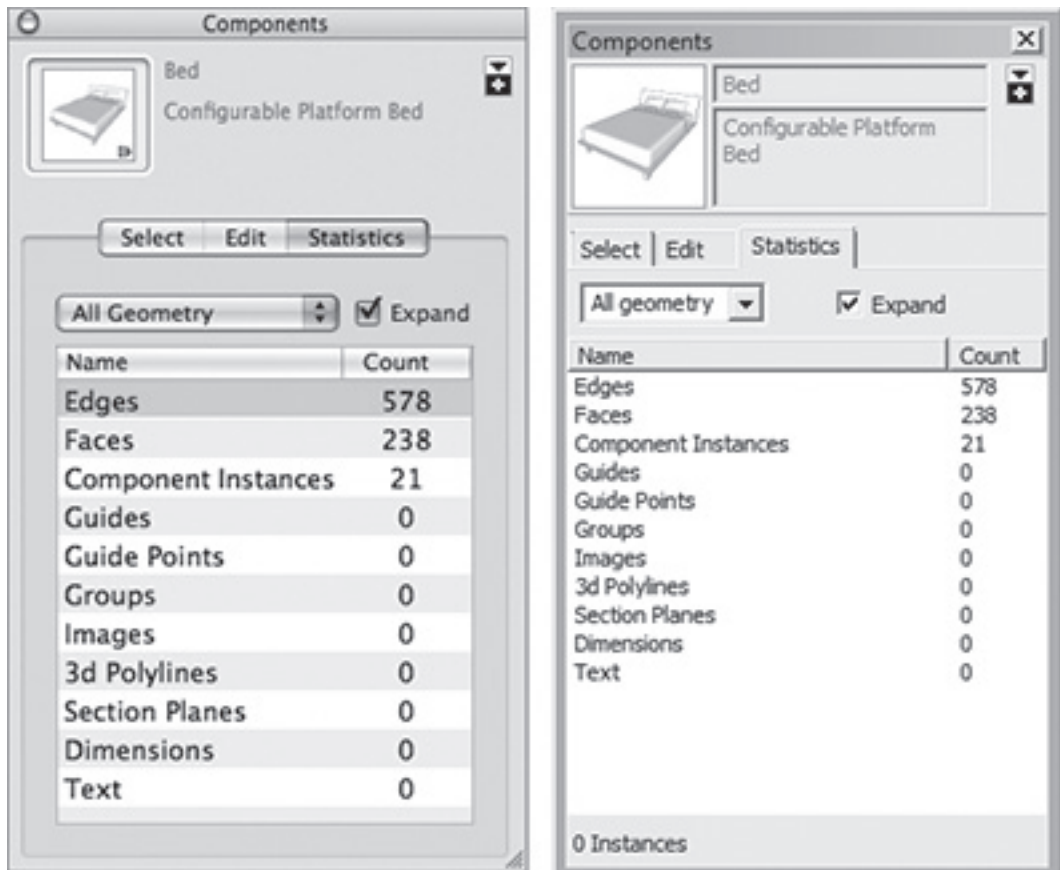 Components
Bed
Configurable Platform Bed
Select Edit Statistics
All Geometry Expand
Name Count
Edges 578
Faces 238
Component Instances 21
Guides 0
Guide Points 0
Groups 0
Images 0
3d Polylines 0
Section Planes 0
Dimensions 0
Text 0
Components
Bed
Configurable Platform
Bed
Select Edit Statistics
All geometry Expand
Name Count
Edges 578
Faces 238
Component Instances 21
Guides 0
Guide Points 0
Groups 0
Images 0
3d Polylines 0
Section Planes 0
Dimensions 0
Text 0
0 Instances